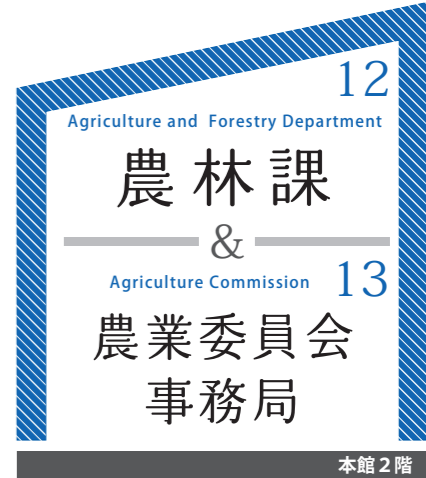 12
Agriculture and Forestry Department
農林課
&
Agriculture Commission 13
農業委員会
事務局
本館2階